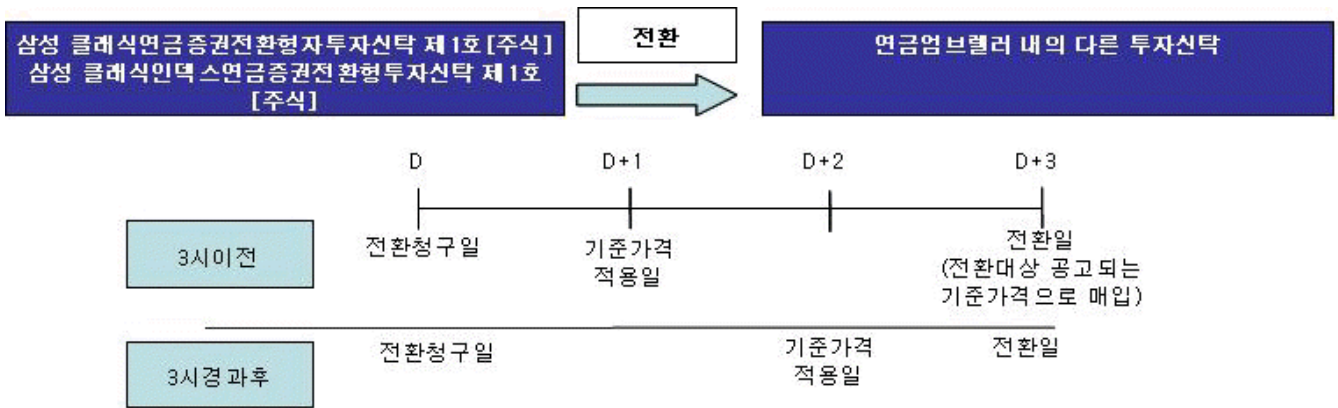 삼성 클래식연금증권전환형자투자신탁 제1호[주식]
삼성 클래식인덱스연금증권전환형투자신탁 제1호
[주식]
전환
연금엄브렐러 내의 다른 투자신탁
D
D+1
D+2
D+3
3시이전
전환청구일
기준가격
적용일
전환일
(전환대상 공고되는
기준가격으로 매입)
3시경과후
전환청구일
기준가격
적용일
전환일